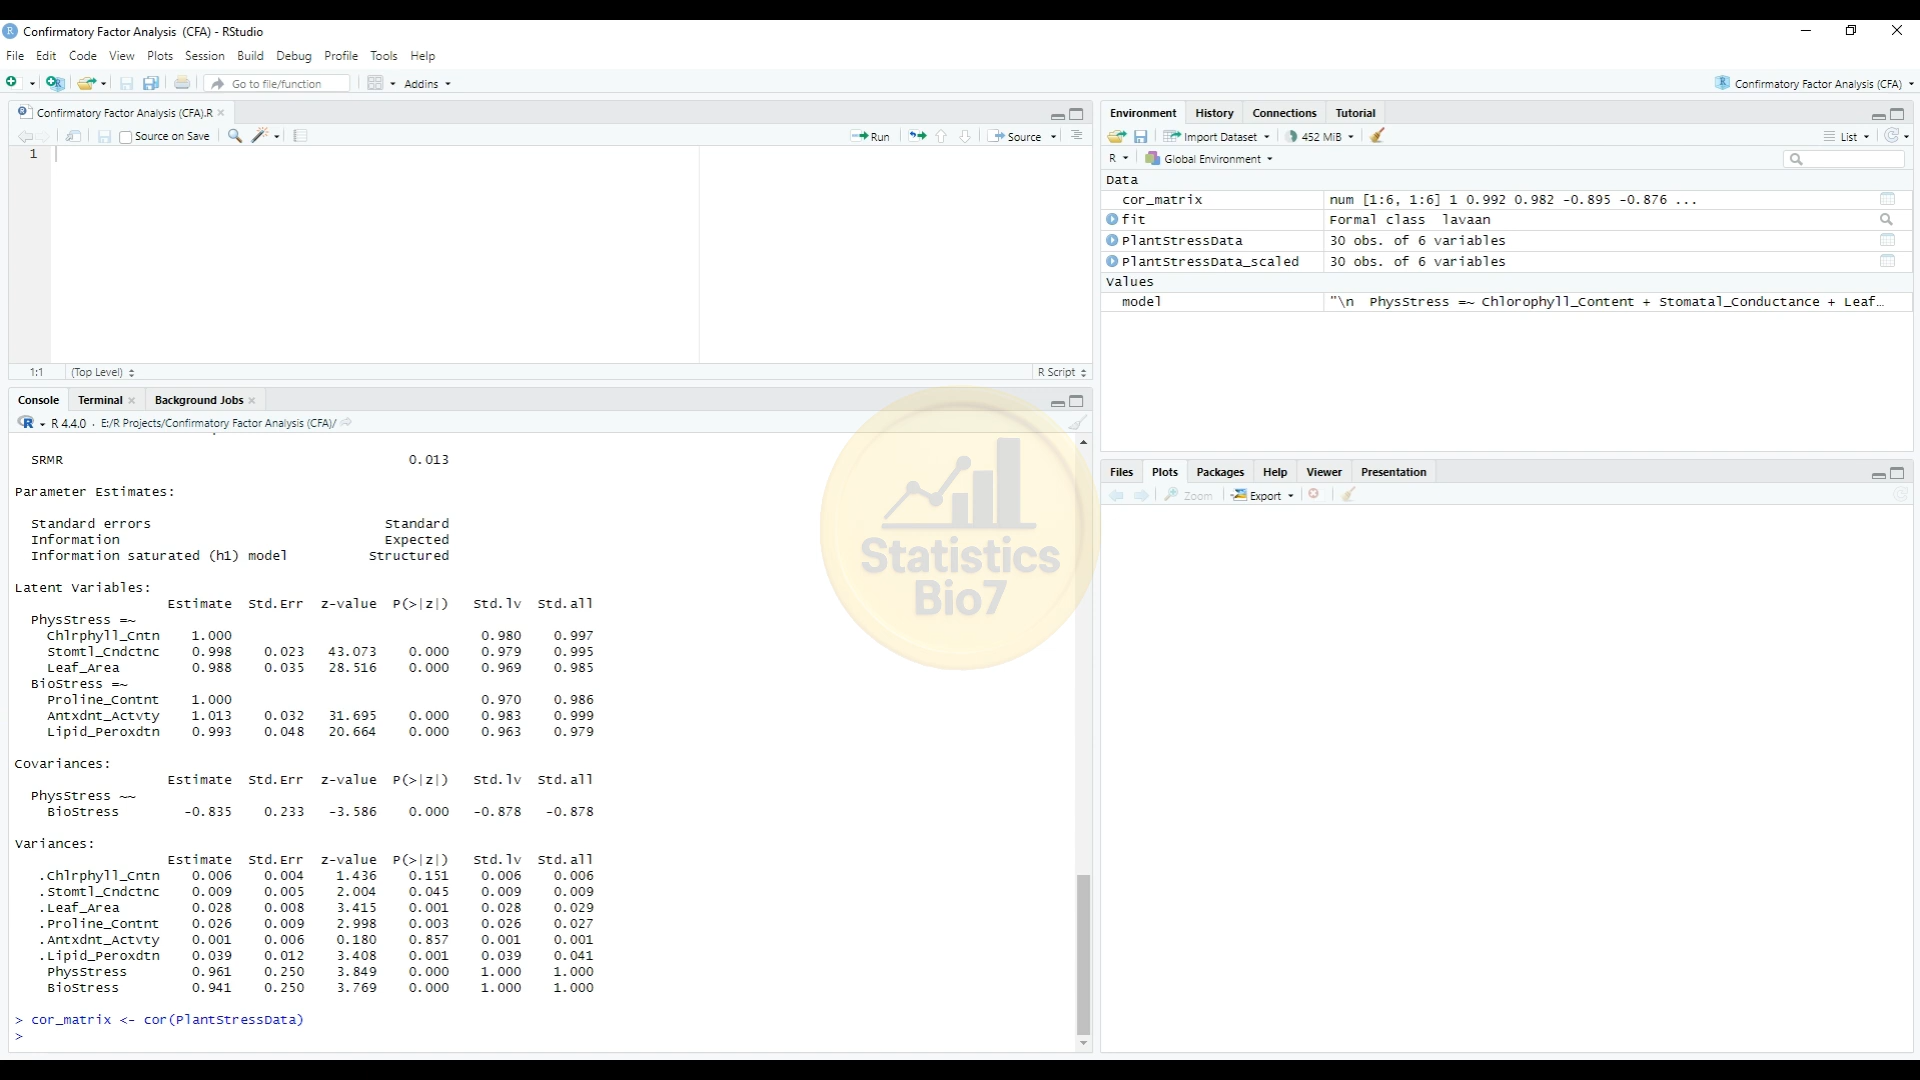 Confirmatory Factor Analysis (CFA) - RStudio
File Edit Code View Plots Session Build Debug Profile Tools Help
Go to file/function Addins Confirmatory Factor Analysis (CFA)
Confirmatory Factor Analysis (CFA).R
Source on Save Run Source
1
1:1 (Top Level) R Script
Console Terminal Background Jobs
R 4.4.0 · E:/R Projects/Confirmatory Factor Analysis (CFA)/
SRMR 0.013
Parameter Estimates:
Standard errors Standard
Information Expected
Information saturated (h1) model Structured
Latent Variables:
Estimate Std.Err z-value P(>|z|) Std.lv Std.all
PhysStress =~
Chlrphyll_Cntn 1.000 0.980 0.997
Stomtl_Cndctnc 0.998 0.023 43.073 0.000 0.979 0.995
Leaf_Area 0.988 0.035 28.516 0.000 0.969 0.985
BioStress =~
Proline_Contnt 1.000 0.970 0.986
Antxdnt_Actvty 1.013 0.032 31.695 0.000 0.983 0.999
Lipid_Peroxdtn 0.993 0.048 20.664 0.000 0.963 0.979
Covariances:
Estimate Std.Err z-value P(>|z|) Std.lv Std.all
PhysStress ~~
BioStress -0.835 0.233 -3.586 0.000 -0.878 -0.878
Variances:
Estimate Std.Err z-value P(>|z|) Std.lv Std.all
.Chlrphyll_Cntn 0.006 0.004 1.436 0.151 0.006 0.006
.Stomtl_Cndctnc 0.009 0.005 2.004 0.045 0.009 0.009
.Leaf_Area 0.028 0.008 3.415 0.001 0.028 0.029
.Proline_Contnt 0.026 0.009 2.998 0.003 0.026 0.027
.Antxdnt_Actvty 0.001 0.006 0.180 0.857 0.001 0.001
.Lipid_Peroxdtn 0.039 0.012 3.408 0.001 0.039 0.041
PhysStress 0.961 0.250 3.849 0.000 1.000 1.000
BioStress 0.941 0.250 3.769 0.000 1.000 1.000
> cor_matrix <- cor(PlantStressData)
>
Statistics
Bio7
Environment History Connections Tutorial
Import Dataset 452 MiB List
R Global Environment
Data
cor_matrix num [1:6, 1:6] 1 0.992 0.982 -0.895 -0.876 ...
fit Formal class lavaan
PlantStressData 30 obs. of 6 variables
PlantStressData_scaled 30 obs. of 6 variables
Values
model "\n PhysStress =~ Chlorophyll_Content + Stomatal_Conductance + Leaf…
Files Plots Packages Help Viewer Presentation
Zoom Export